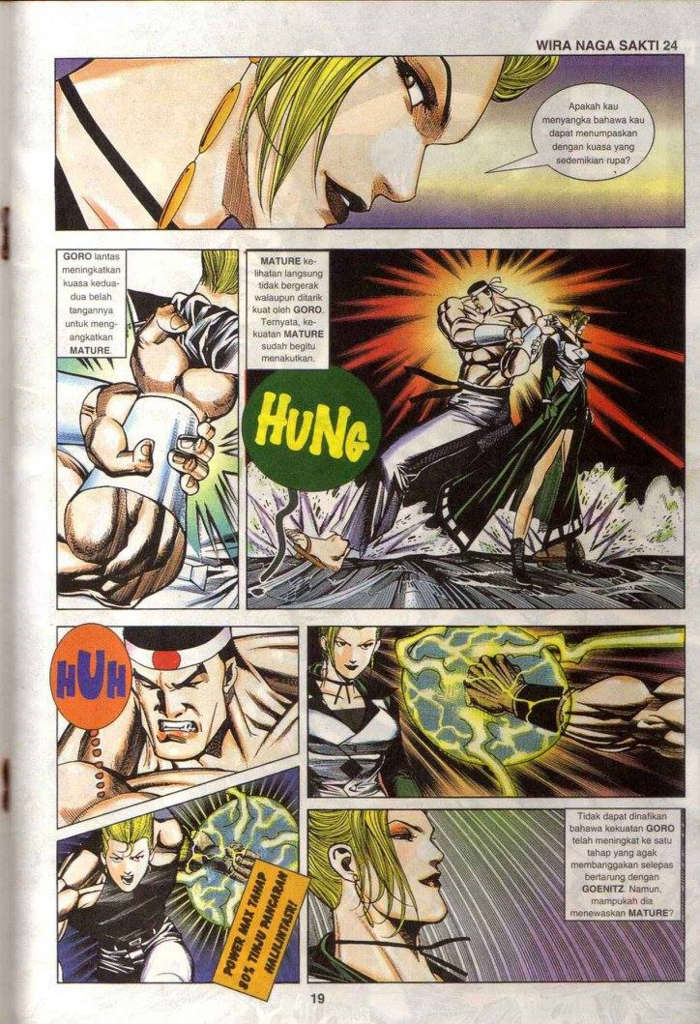 WIRA NAGA SAKTI 24
Apakah kau
menyangka bahawa kau
dapat menumpaskan
dengan kuasa yang
sedemikian rupa?
GORO lantas
meningkatkan
kuasa kedua-
dua belah
tangannya
untuk meng-
angkatkan
MATURE.
MATURE ke-
lihatan langsung
tidak bergerak
walaupun ditarik
kuat oleh GORO.
Ternyata, ke-
kuatan MATURE
sudah begitu
menakutkan.
HUNG
HUH
POWER MAX TAHAP
80% TINJU PANCARAN
HALILINTAR!
Tidak dapat dinafikan
bahawa kekuatan GORO
telah meningkat ke satu
tahap yang agak
membanggakan selepas
bertarung dengan
GOENITZ. Namun,
mampukah dia
menewaskan MATURE?
19